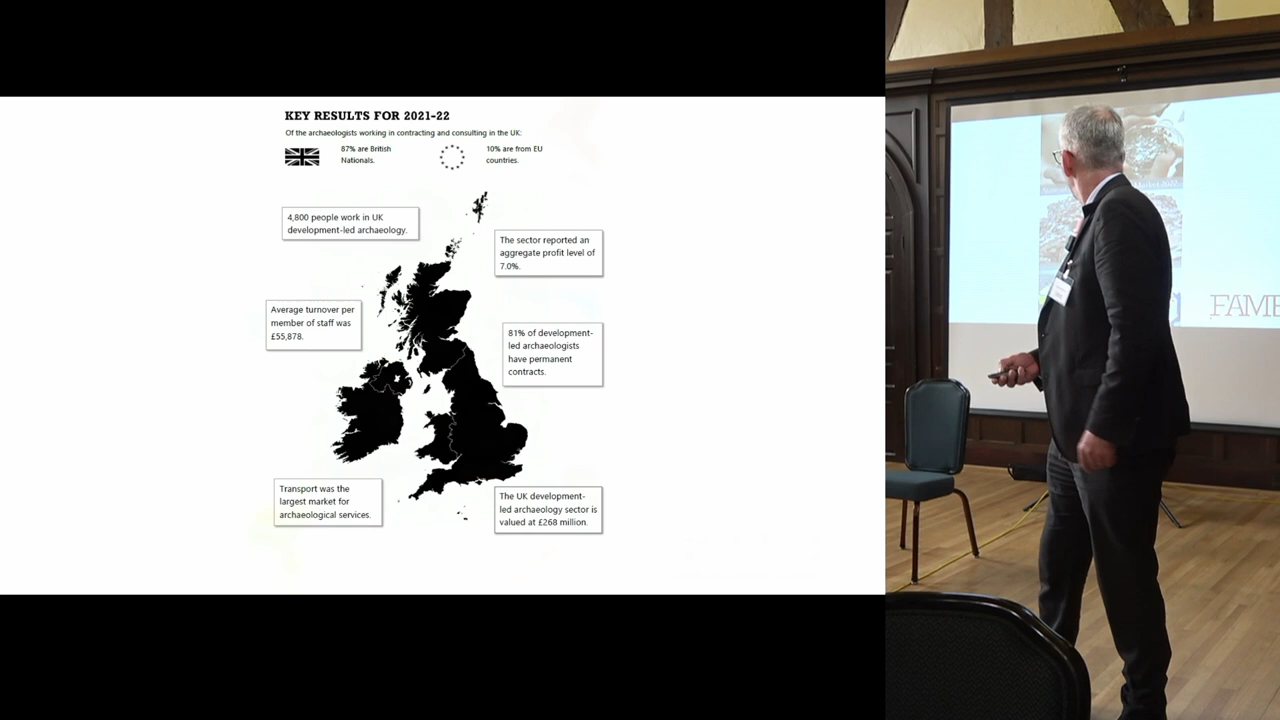 KEY RESULTS FOR 2021-22
Of the archaeologists working in contracting and consulting in the UK:
87% are British
Nationals.
10% are from EU
countries.
4,800 people work in UK
development-led archaeology.
The sector reported an
aggregate profit level of
7.0%.
Average turnover per
member of staff was
£55,878.
81% of development-
led archaeologists
have permanent
contracts.
Transport was the
largest market for
archaeological services.
The UK development-
led archaeology sector is
valued at £268 million.
FAME